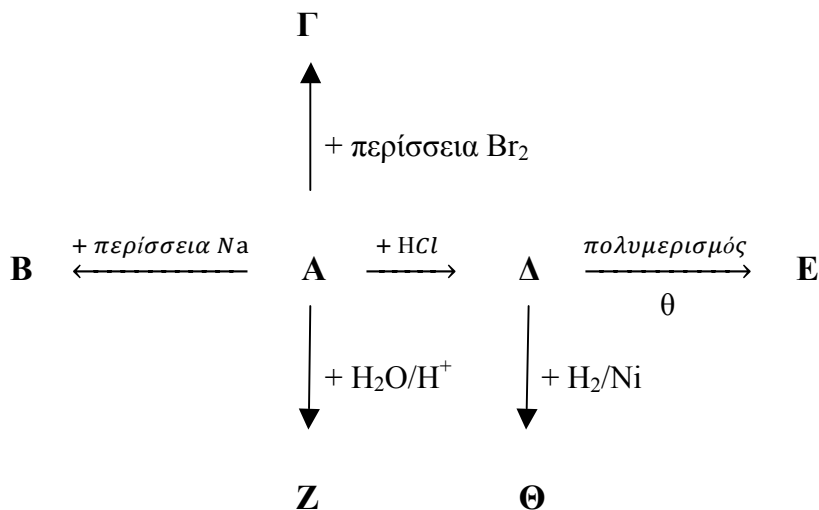 Γ
+ περίσσεια Br₂
Β + περίσσεια Na Α + HCl Δ πολυμερισμός Ε
θ
+ H₂O/H⁺ + H₂/Ni
Ζ Θ